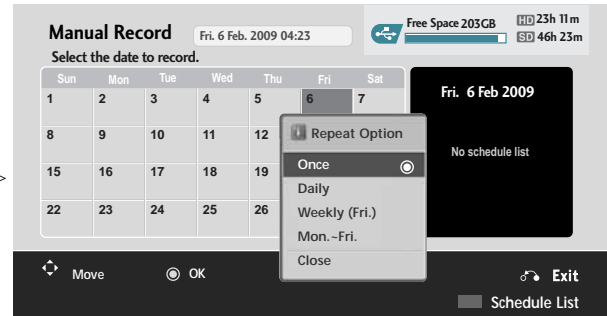 Manual Record
Fri. 6 Feb. 2009 04:23
Free Space 203GB
HD 23h 11m
SD 46h 23m
Select the date to record.
Sun Mon Tue Wed Thu Fri Sat
1 2 3 4 5 6 7
8 9 10 11 12
15 16 17 18 19
22 23 24 25 26
Repeat Option
Once
Daily
Weekly (Fri.)
Mon.~Fri.
Close
Fri. 6 Feb 2009
No schedule list
>
Move
OK
Exit
Schedule List